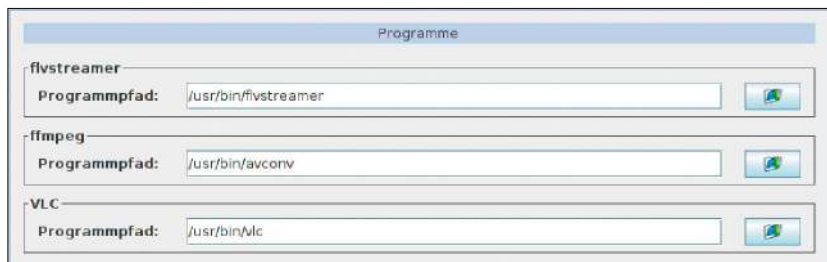 Programme
flvstreamer
Programmpfad: /usr/bin/flvstreamer
ffmpeg
Programmpfad: /usr/bin/avconv
VLC
Programmpfad: /usr/bin/vlc